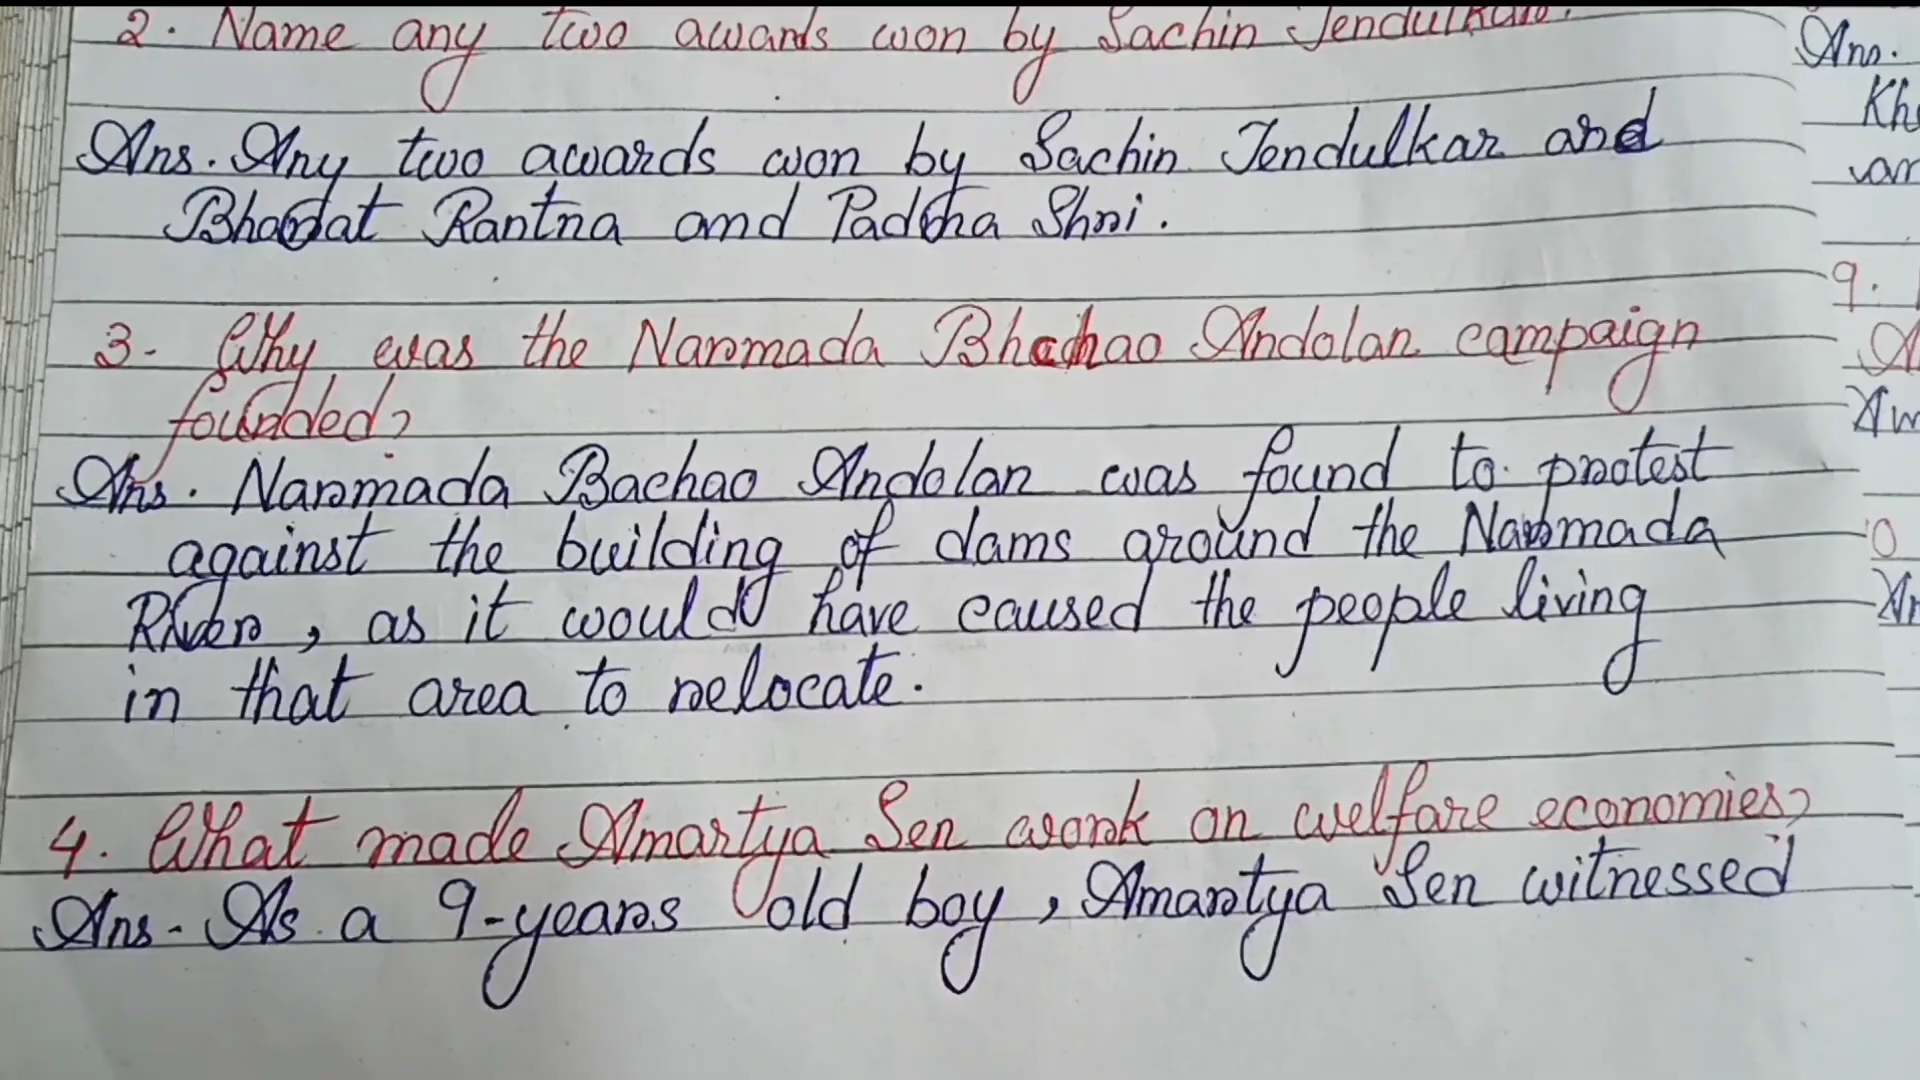 2. Name any two awards won by Sachin Tendulkar.
Ans. Any two awards won by Sachin Tendulkar and
Bharat Rantna and Padma Shri.
3. Why was the Narmada Bhachao Andolan campaign
founded?
Ans. Narmada Bachao Andolan was found to protest
against the building of dams around the Narmada
River, as it would have caused the people living
in that area to relocate.
4. What made Amartya Sen work on welfare economies?
Ans. As a 9-years old boy, Amartya Sen witnessed
Ans.
9.